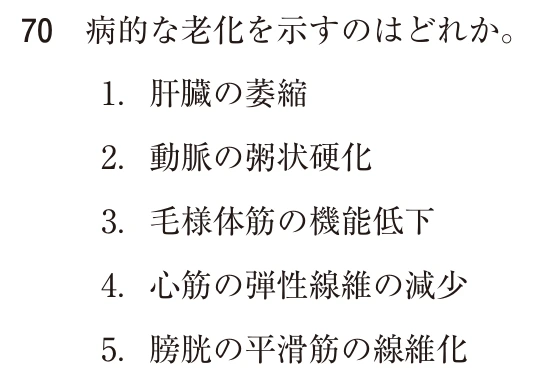 70 病的な老化を示すのはどれか。
1. 肝臓の萎縮
2. 動脈の粥状硬化
3. 毛様体筋の機能低下
4. 心筋の弾性線維の減少
5. 膀胱の平滑筋の線維化